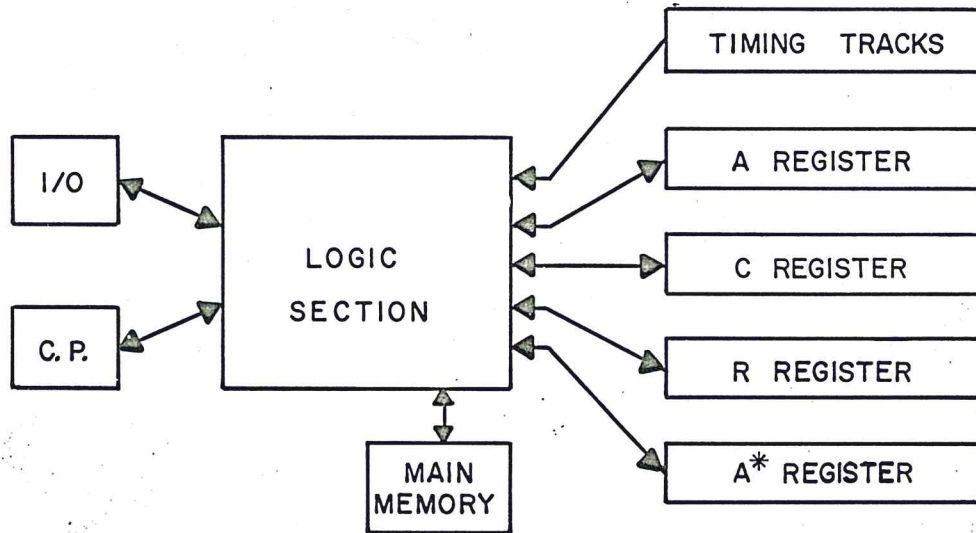 TIMING TRACKS
A REGISTER
I/O
LOGIC
SECTION
C REGISTER
C.P.
R REGISTER
MAIN
MEMORY
A* REGISTER